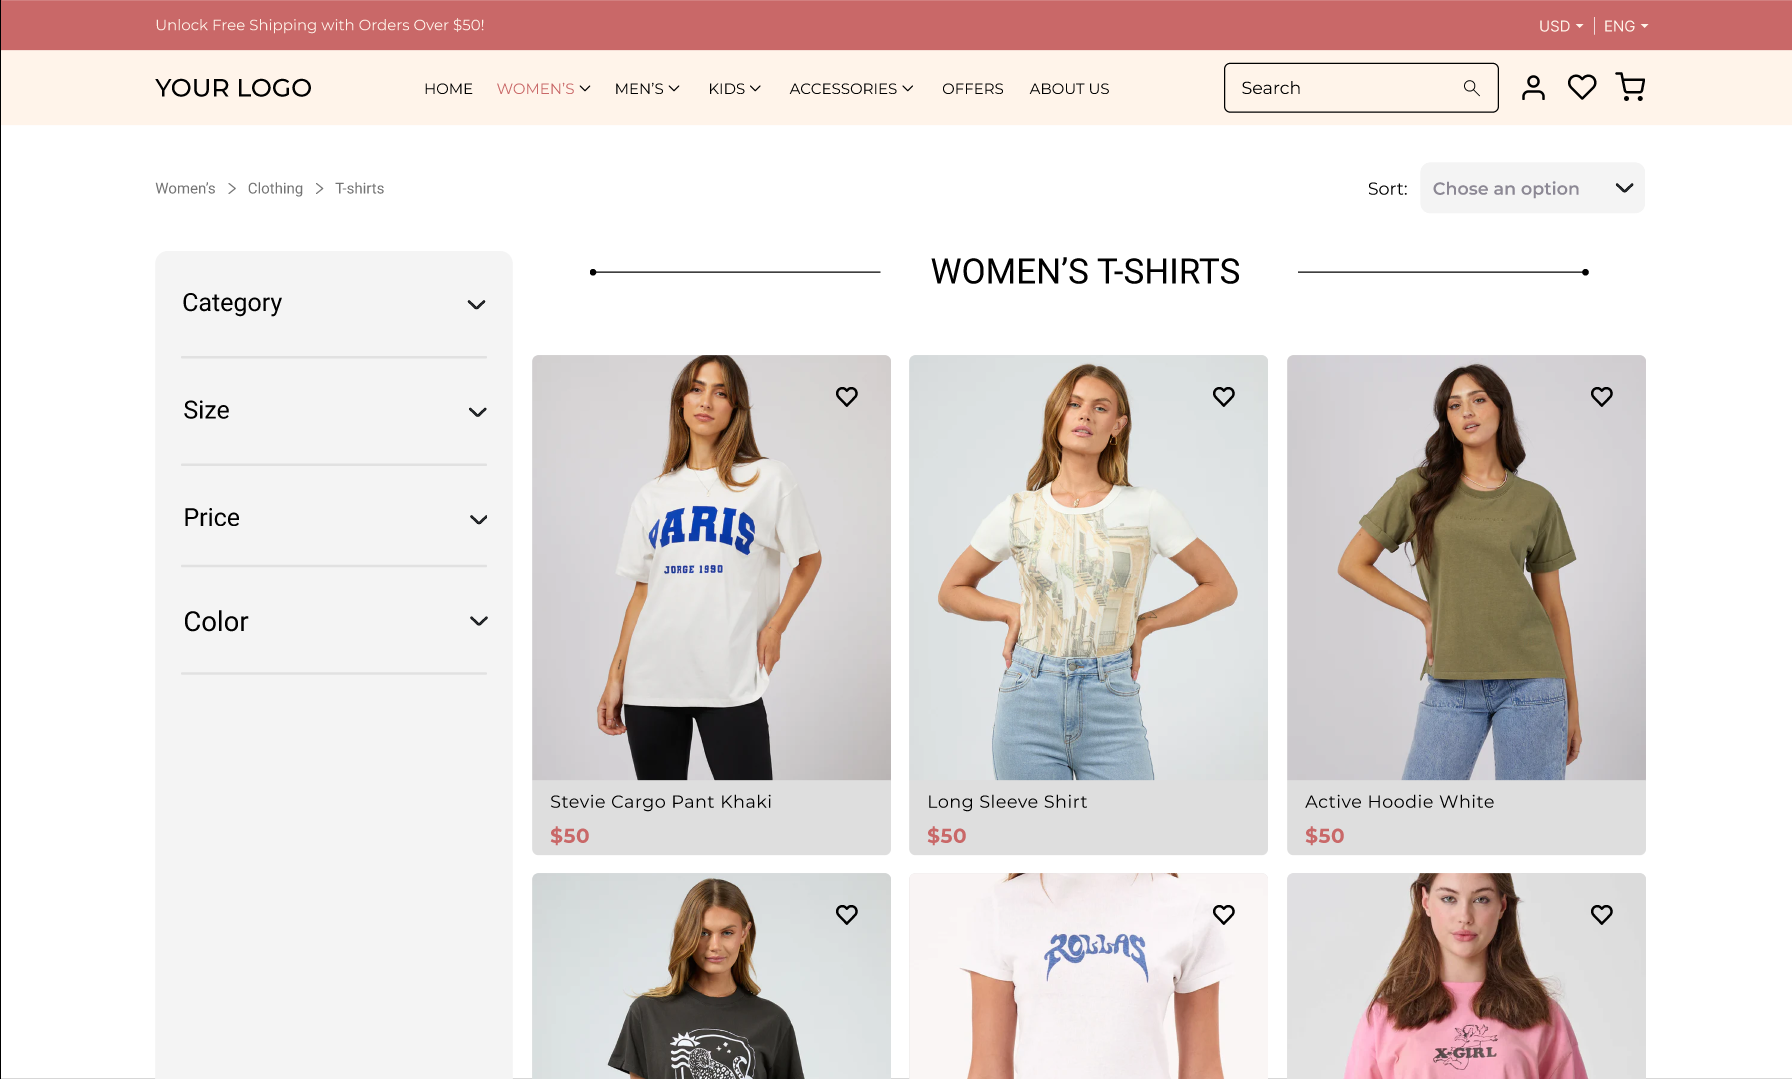 Unlock Free Shipping with Orders Over $50!
USD
ENG
YOUR LOGO
HOME
WOMEN'S
MEN'S
KIDS
ACCESSORIES
OFFERS
ABOUT US
Search
Women's > Clothing > T-shirts
Sort:
Chose an option
Category
Size
Price
Color
WOMEN'S T-SHIRTS
PARIS
JORGE 1990
Stevie Cargo Pant Khaki
$50
Long Sleeve Shirt
$50
Active Hoodie White
$50
ROLLAS
X-GIRL